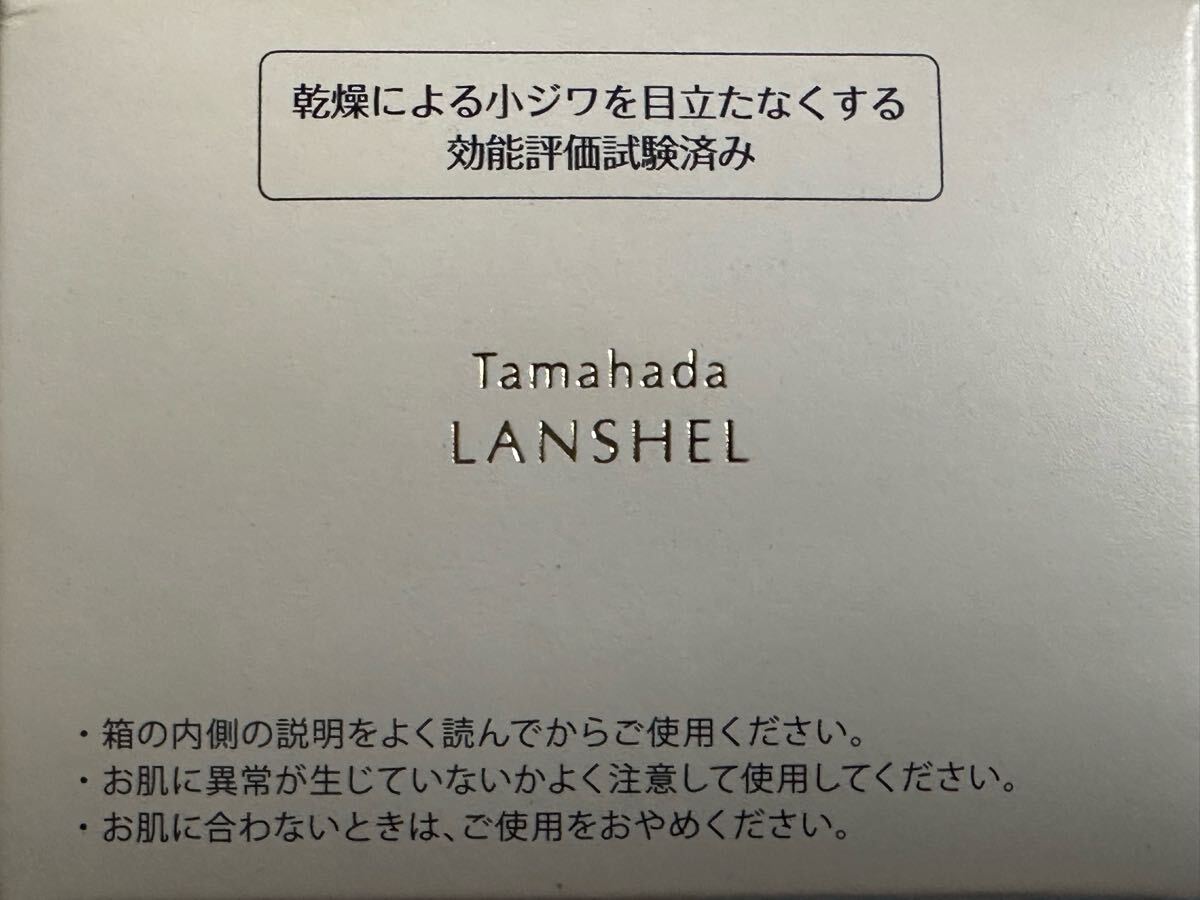 乾燥による小ジワを目立たなくする
効能評価試験済み
Tamahada
LANSHEL
・箱の内側の説明をよく読んでからご使用ください。
・お肌に異常が生じていないかよく注意して使用してください。
・お肌に合わないときは、ご使用をおやめください。